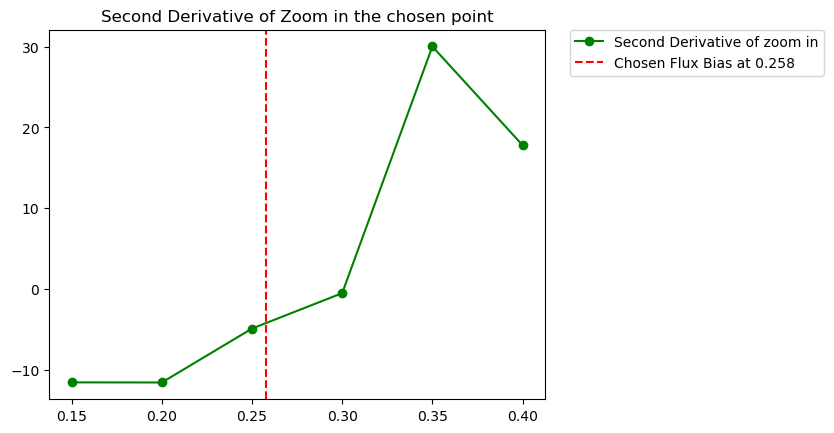 Second Derivative of Zoom in the chosen point
Second Derivative of zoom in
Chosen Flux Bias at 0.258
30
20
10
0
−10
0.15 0.20 0.25 0.30 0.35 0.40